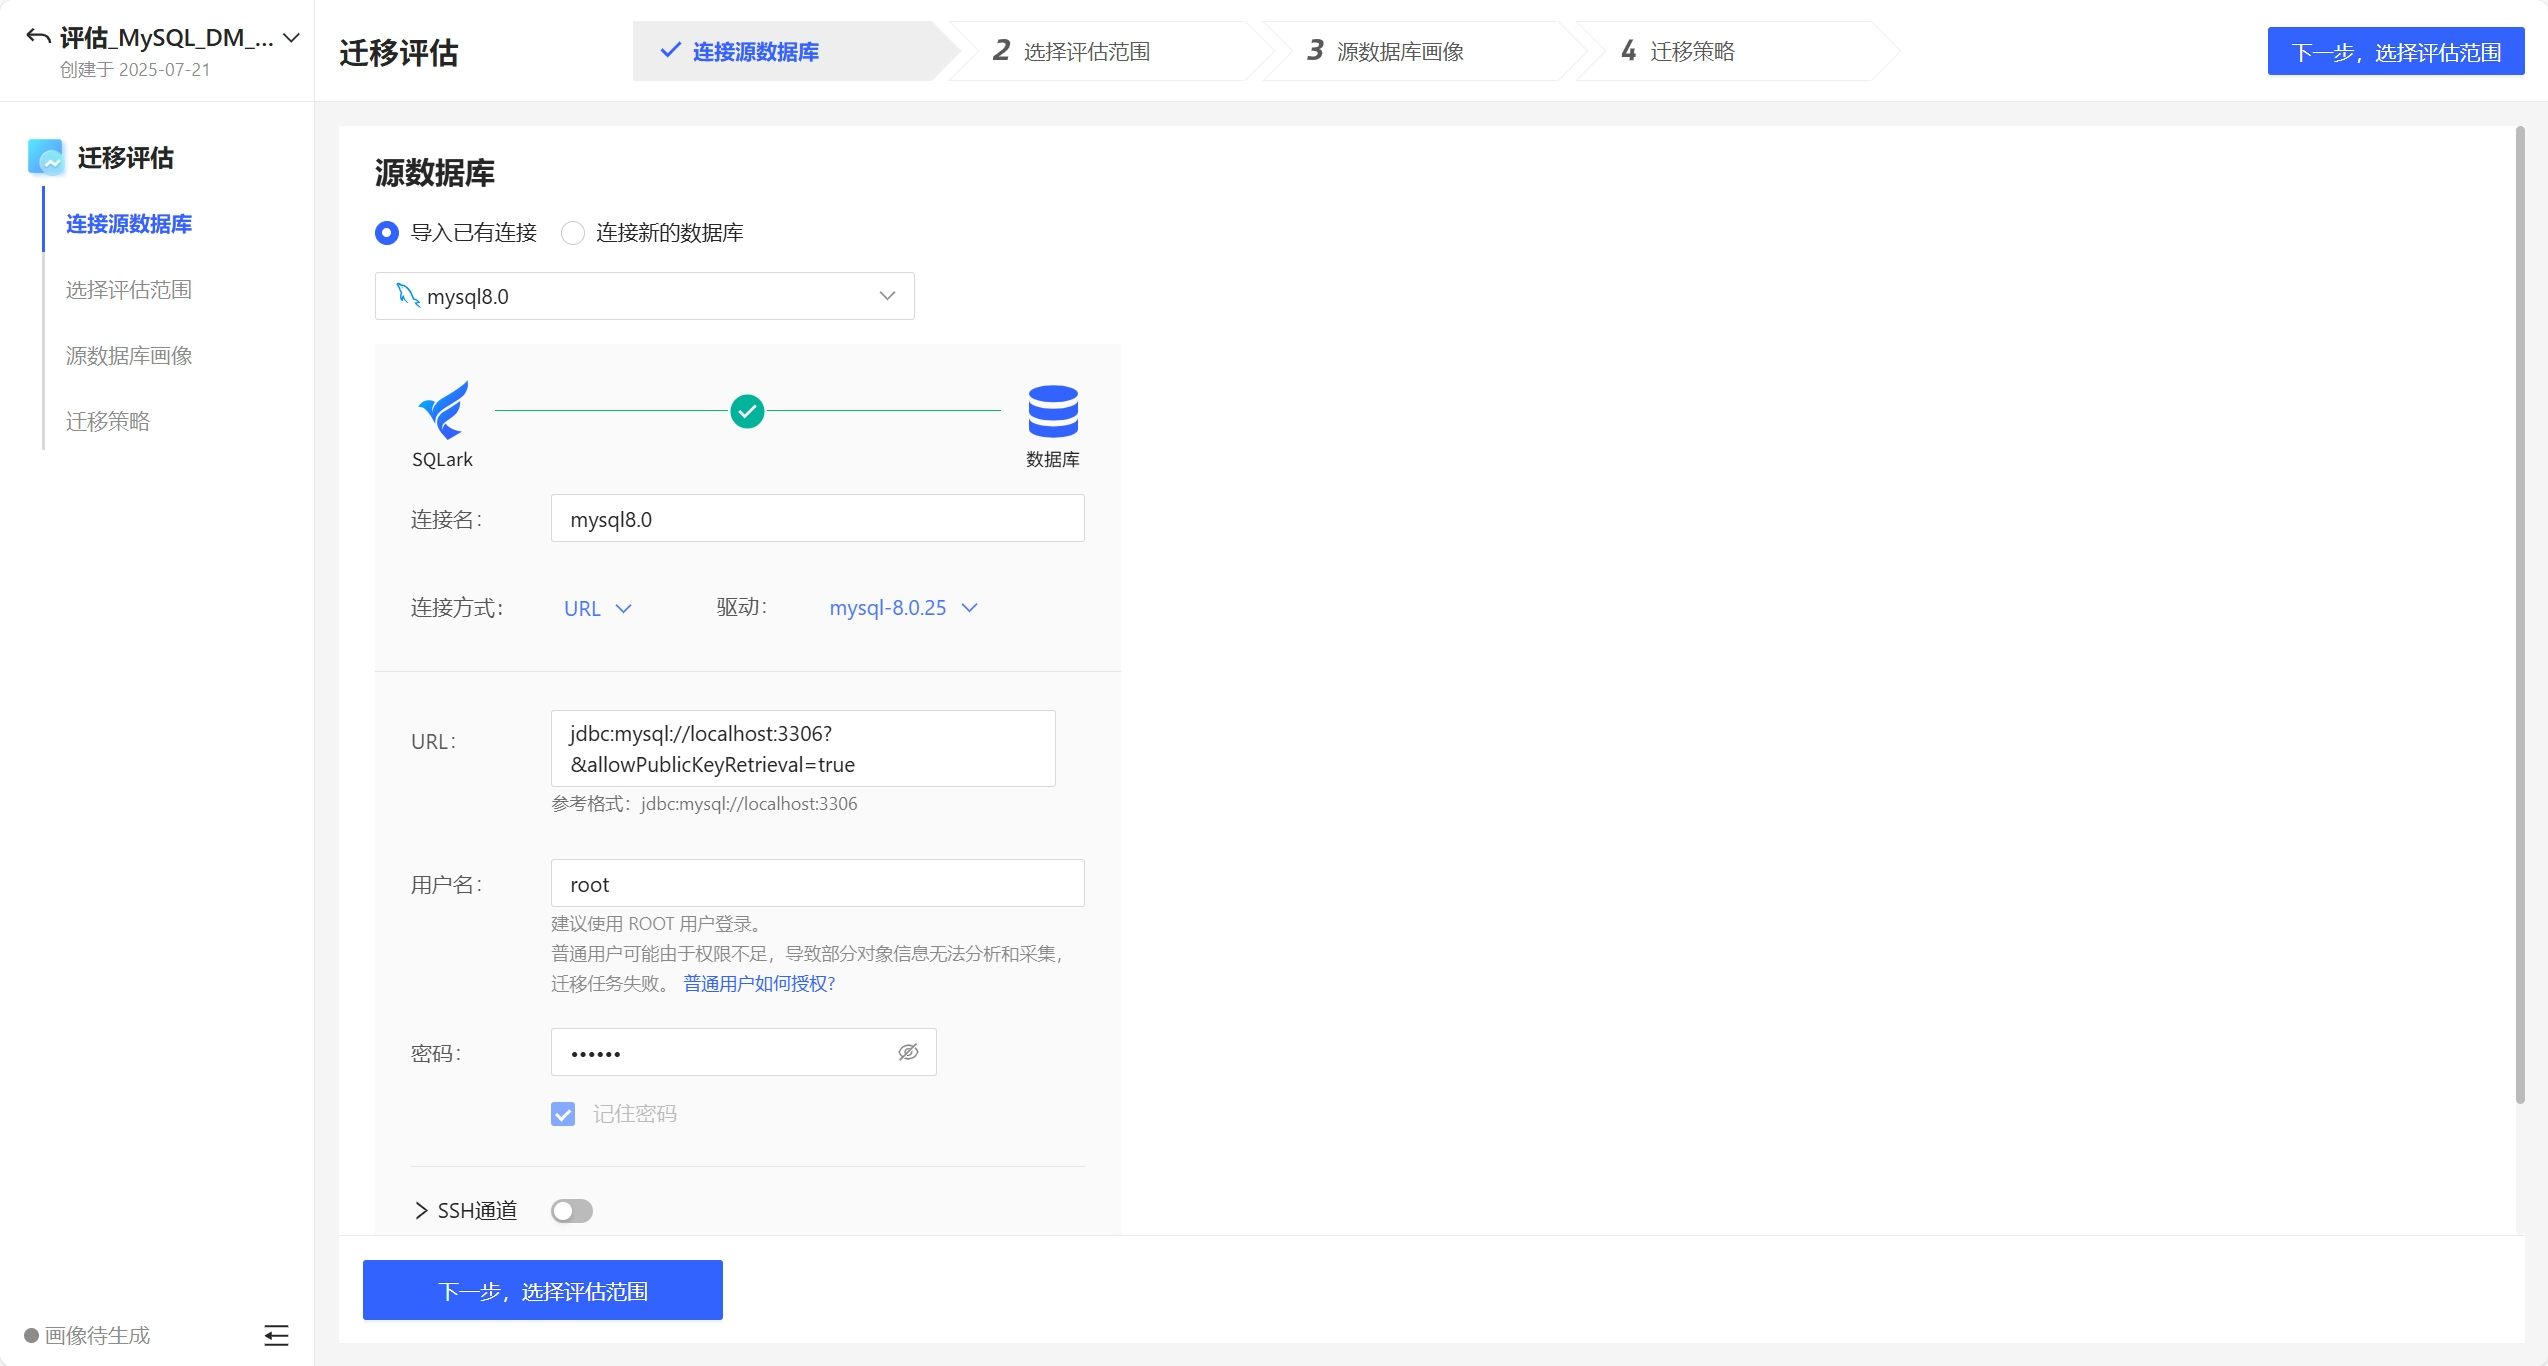 评估_MySQL_DM_...
创建于 2025-07-21
迁移评估
连接源数据库
选择评估范围
源数据库画像
迁移策略
画像待生成
迁移评估
连接源数据库
2 选择评估范围
3 源数据库画像
4 迁移策略
下一步，选择评估范围
源数据库
导入已有连接 连接新的数据库
mysql8.0
SQLark
数据库
连接名： mysql8.0
连接方式： URL 驱动： mysql-8.0.25
URL： jdbc:mysql://localhost:3306?
&allowPublicKeyRetrieval=true
参考格式：jdbc:mysql://localhost:3306
用户名： root
建议使用 ROOT 用户登录。
普通用户可能由于权限不足，导致部分对象信息无法分析和采集，
迁移任务失败。 普通用户如何授权?
密码： ••••••
记住密码
SSH通道
下一步，选择评估范围